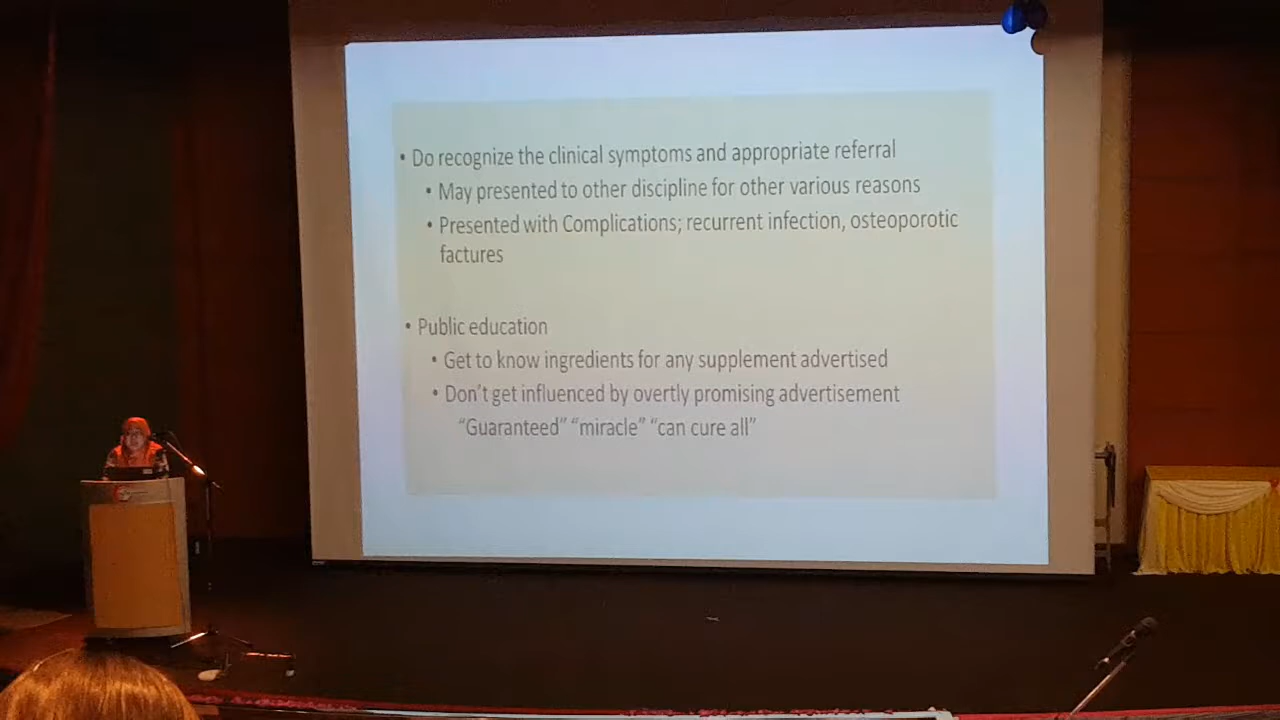 • Do recognize the clinical symptoms and appropriate referral
• May presented to other discipline for other various reasons
• Presented with Complications; recurrent infection, osteoporotic
factures
• Public education
• Get to know ingredients for any supplement advertised
• Don't get influenced by overtly promising advertisement
“Guaranteed” “miracle” “can cure all”